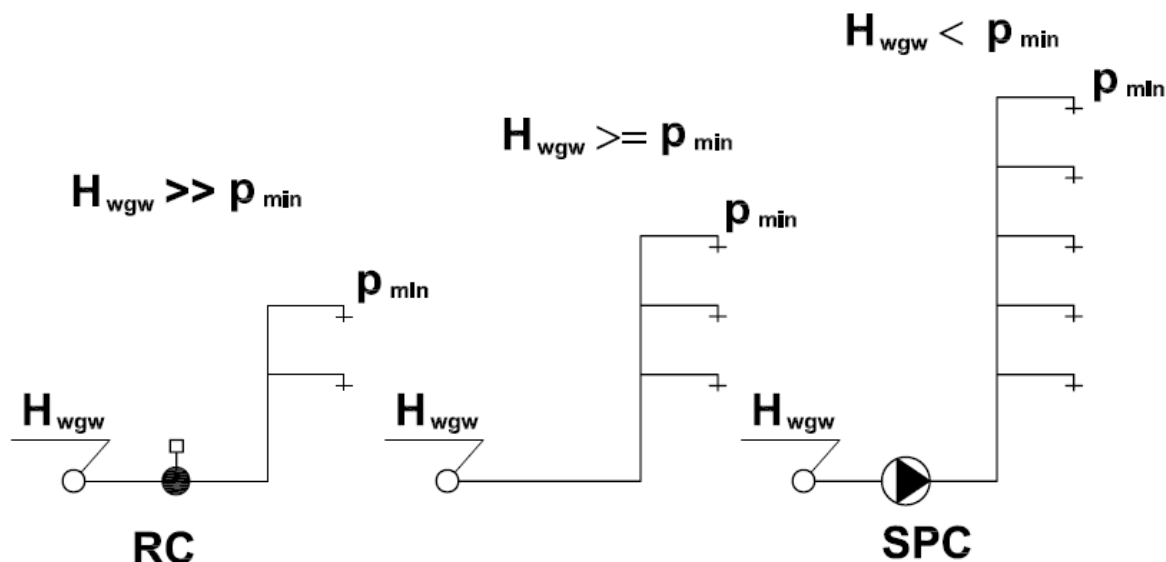 H wgw < p min
p min
H wgw >= p min
H wgw >> p min
p min
p min
H wgw
H wgw
H wgw
RC
SPC